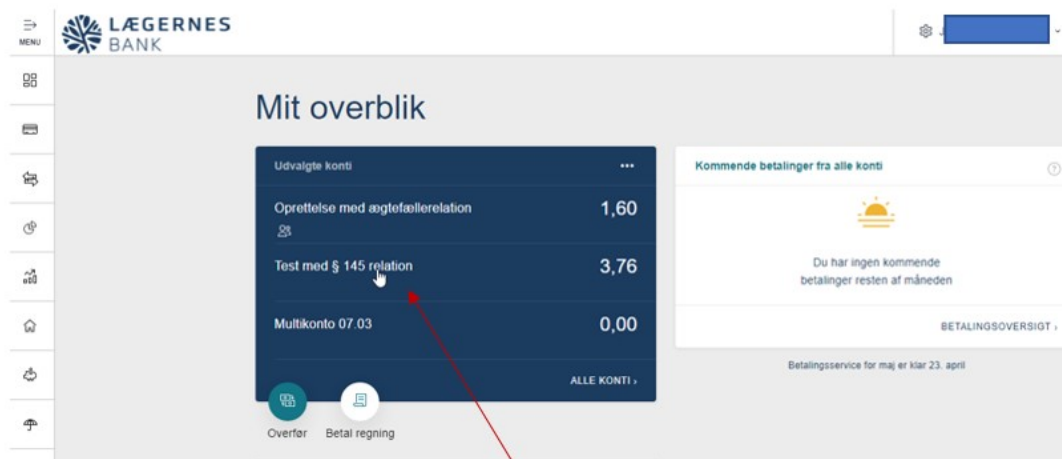 MENU
LÆGERNES
BANK
Mit overblik
Udvalgte konti
Oprettelse med ægtefællerelation 1,60
Test med § 145 relation 3,76
Multikonto 07.03 0,00
ALLE KONTI ›
Overfør Betal regning
Kommende betalinger fra alle konti
?
Du har ingen kommende
betalinger resten af måneden
BETALINGSOVERSIGT ›
Betalingsservice for maj er klar 23. april